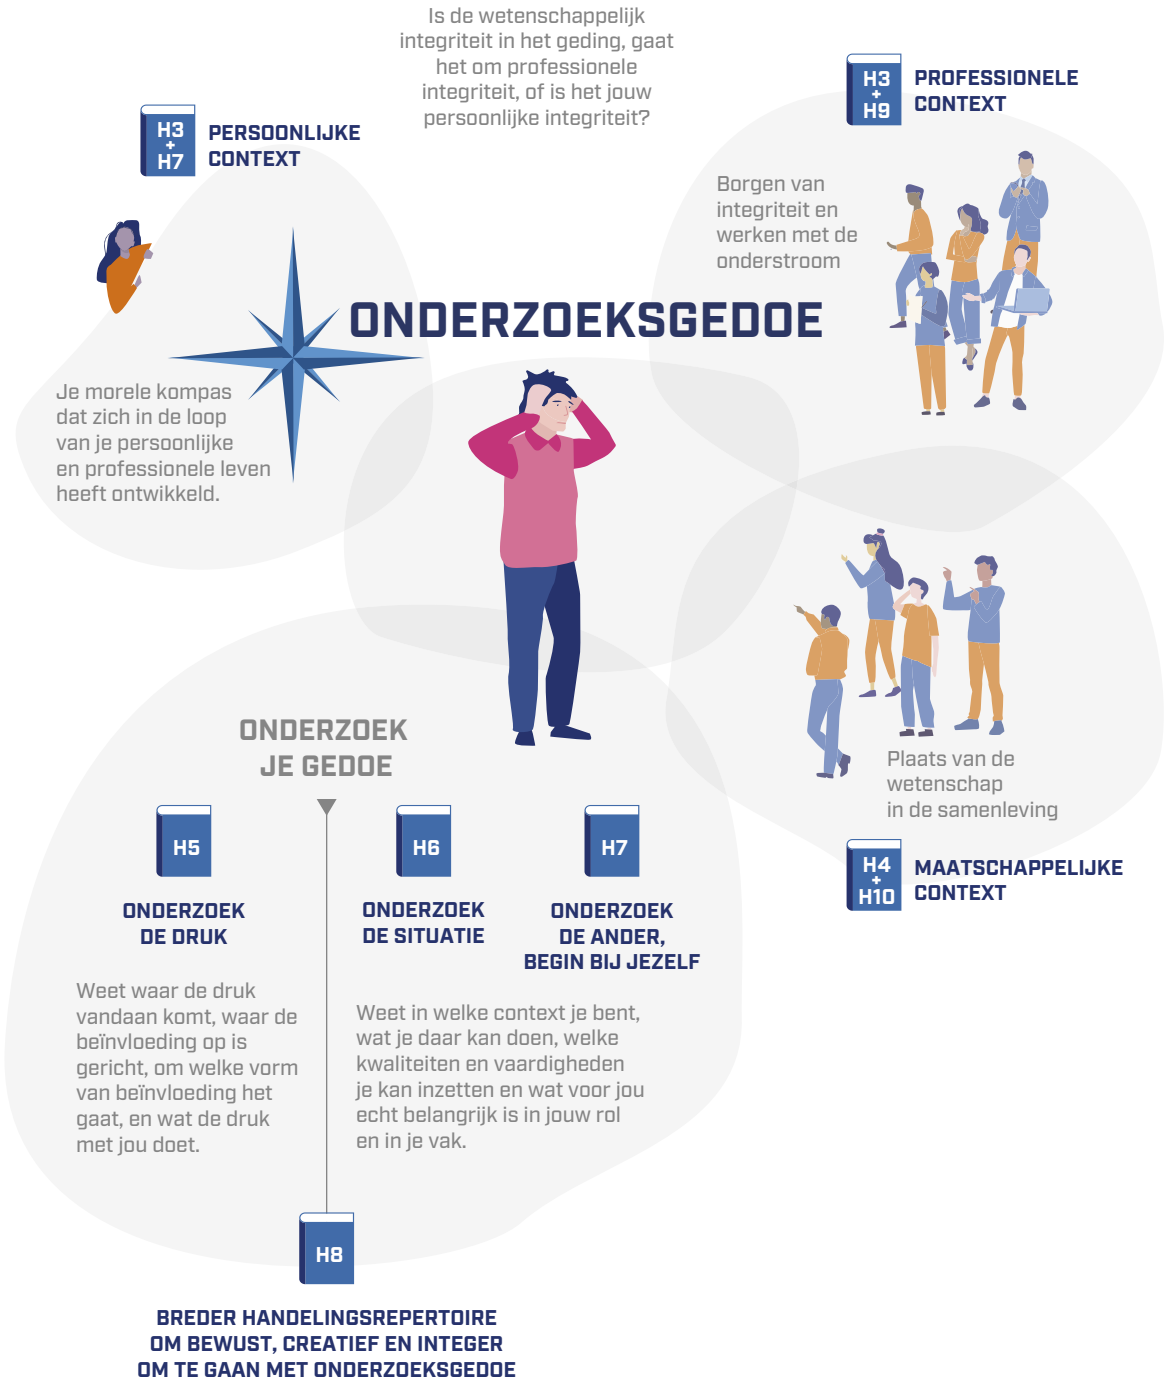 Is de wetenschappelijk
integriteit in het geding, gaat
het om professionele
integriteit, of is het jouw
persoonlijke integriteit?
H3
+
H7
PERSOONLIJKE
CONTEXT
H3
+
H9
PROFESSIONELE
CONTEXT
Borgen van
integriteit en
werken met de
onderstroom
ONDERZOEKSGEDOE
Je morele kompas
dat zich in de loop
van je persoonlijke
en professionele leven
heeft ontwikkeld.
Plaats van de
wetenschap
in de samenleving
H4
+
H10
MAATSCHAPPELIJKE
CONTEXT
ONDERZOEK
JE GEDOE
H5
ONDERZOEK
DE DRUK
Weet waar de druk
vandaan komt, waar de
beïnvloeding op is
gericht, om welke vorm
van beïnvloeding het
gaat, en wat de druk
met jou doet.
H6
ONDERZOEK
DE SITUATIE
H7
ONDERZOEK
DE ANDER,
BEGIN BIJ JEZELF
Weet in welke context je bent,
wat je daar kan doen, welke
kwaliteiten en vaardigheden
je kan inzetten en wat voor jou
echt belangrijk is in jouw rol
en in je vak.
H8
BREDER HANDELINGSREPERTOIRE
OM BEWUST, CREATIEF EN INTEGER
OM TE GAAN MET ONDERZOEKSGEDOE